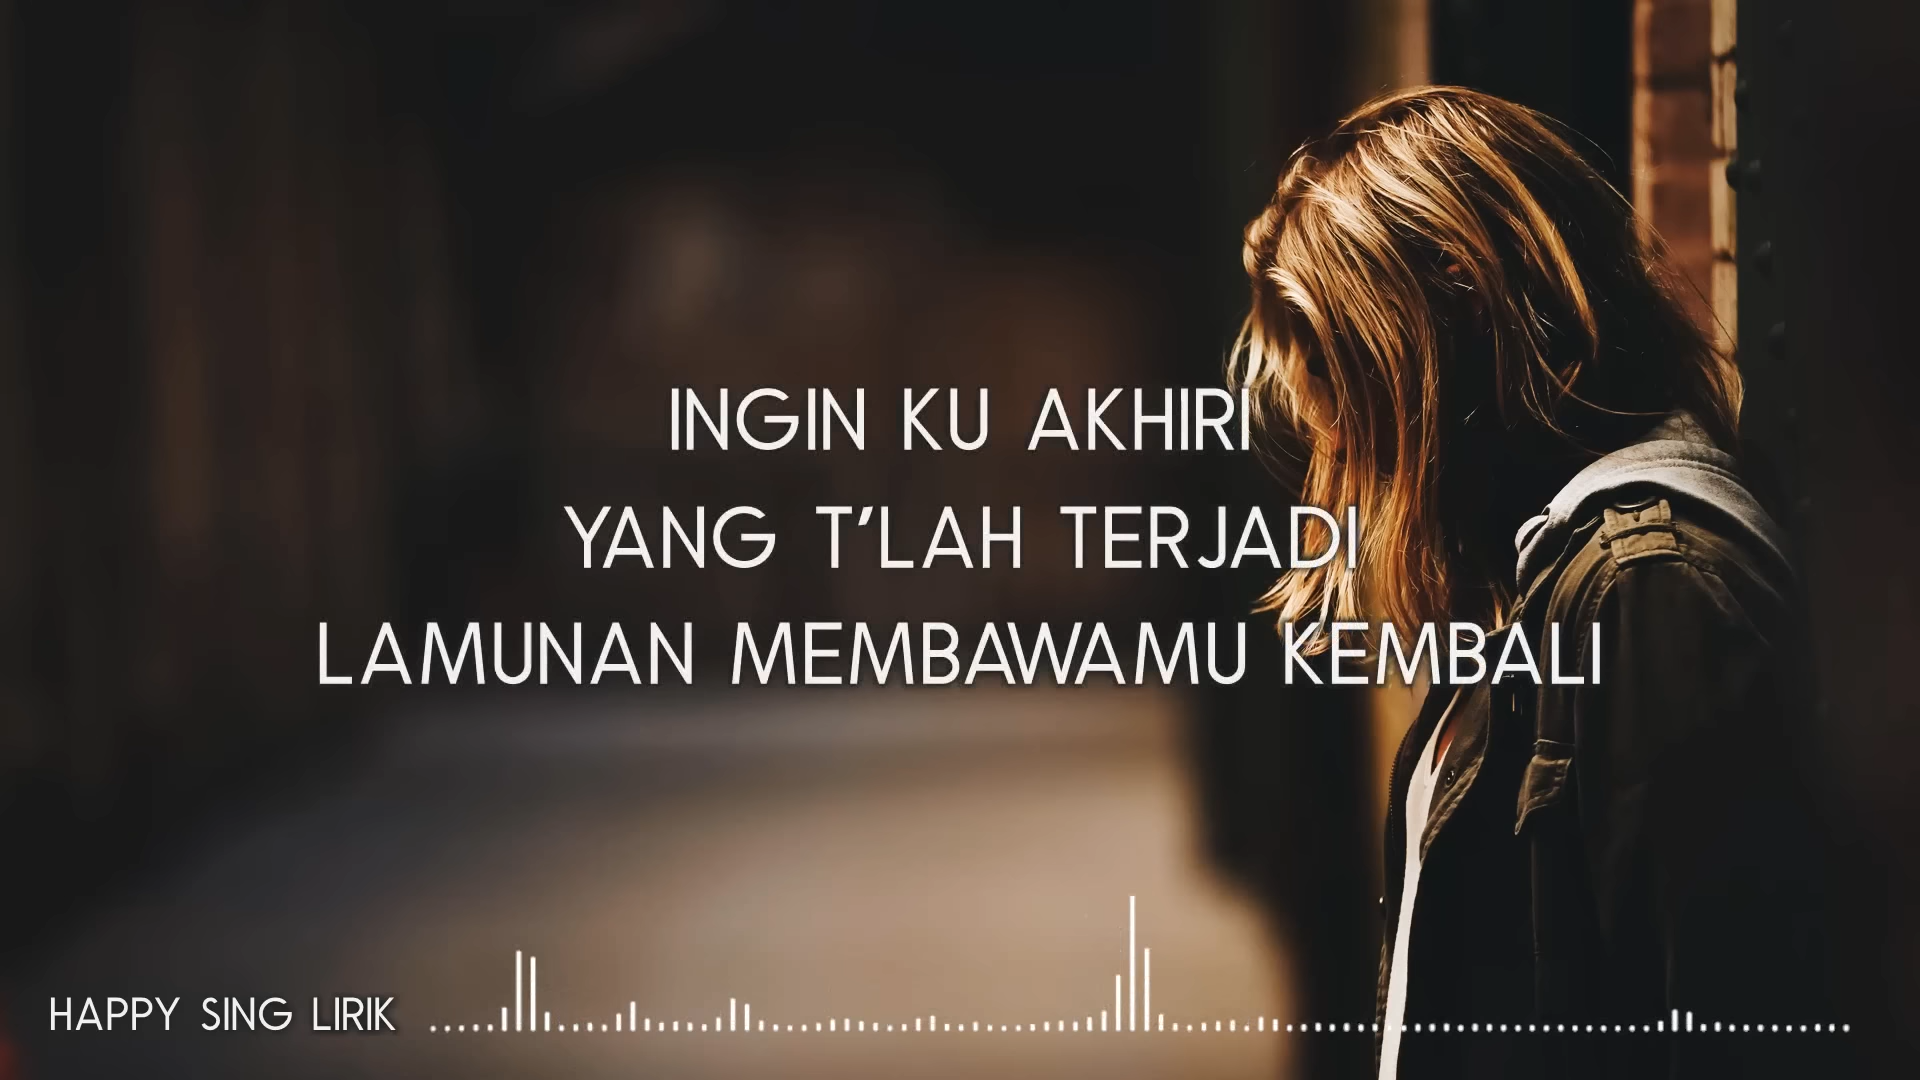 INGIN KU AKHIRI
YANG T'LAH TERJADI
LAMUNAN MEMBAWAMU KEMBALI
HAPPY SING LIRIK